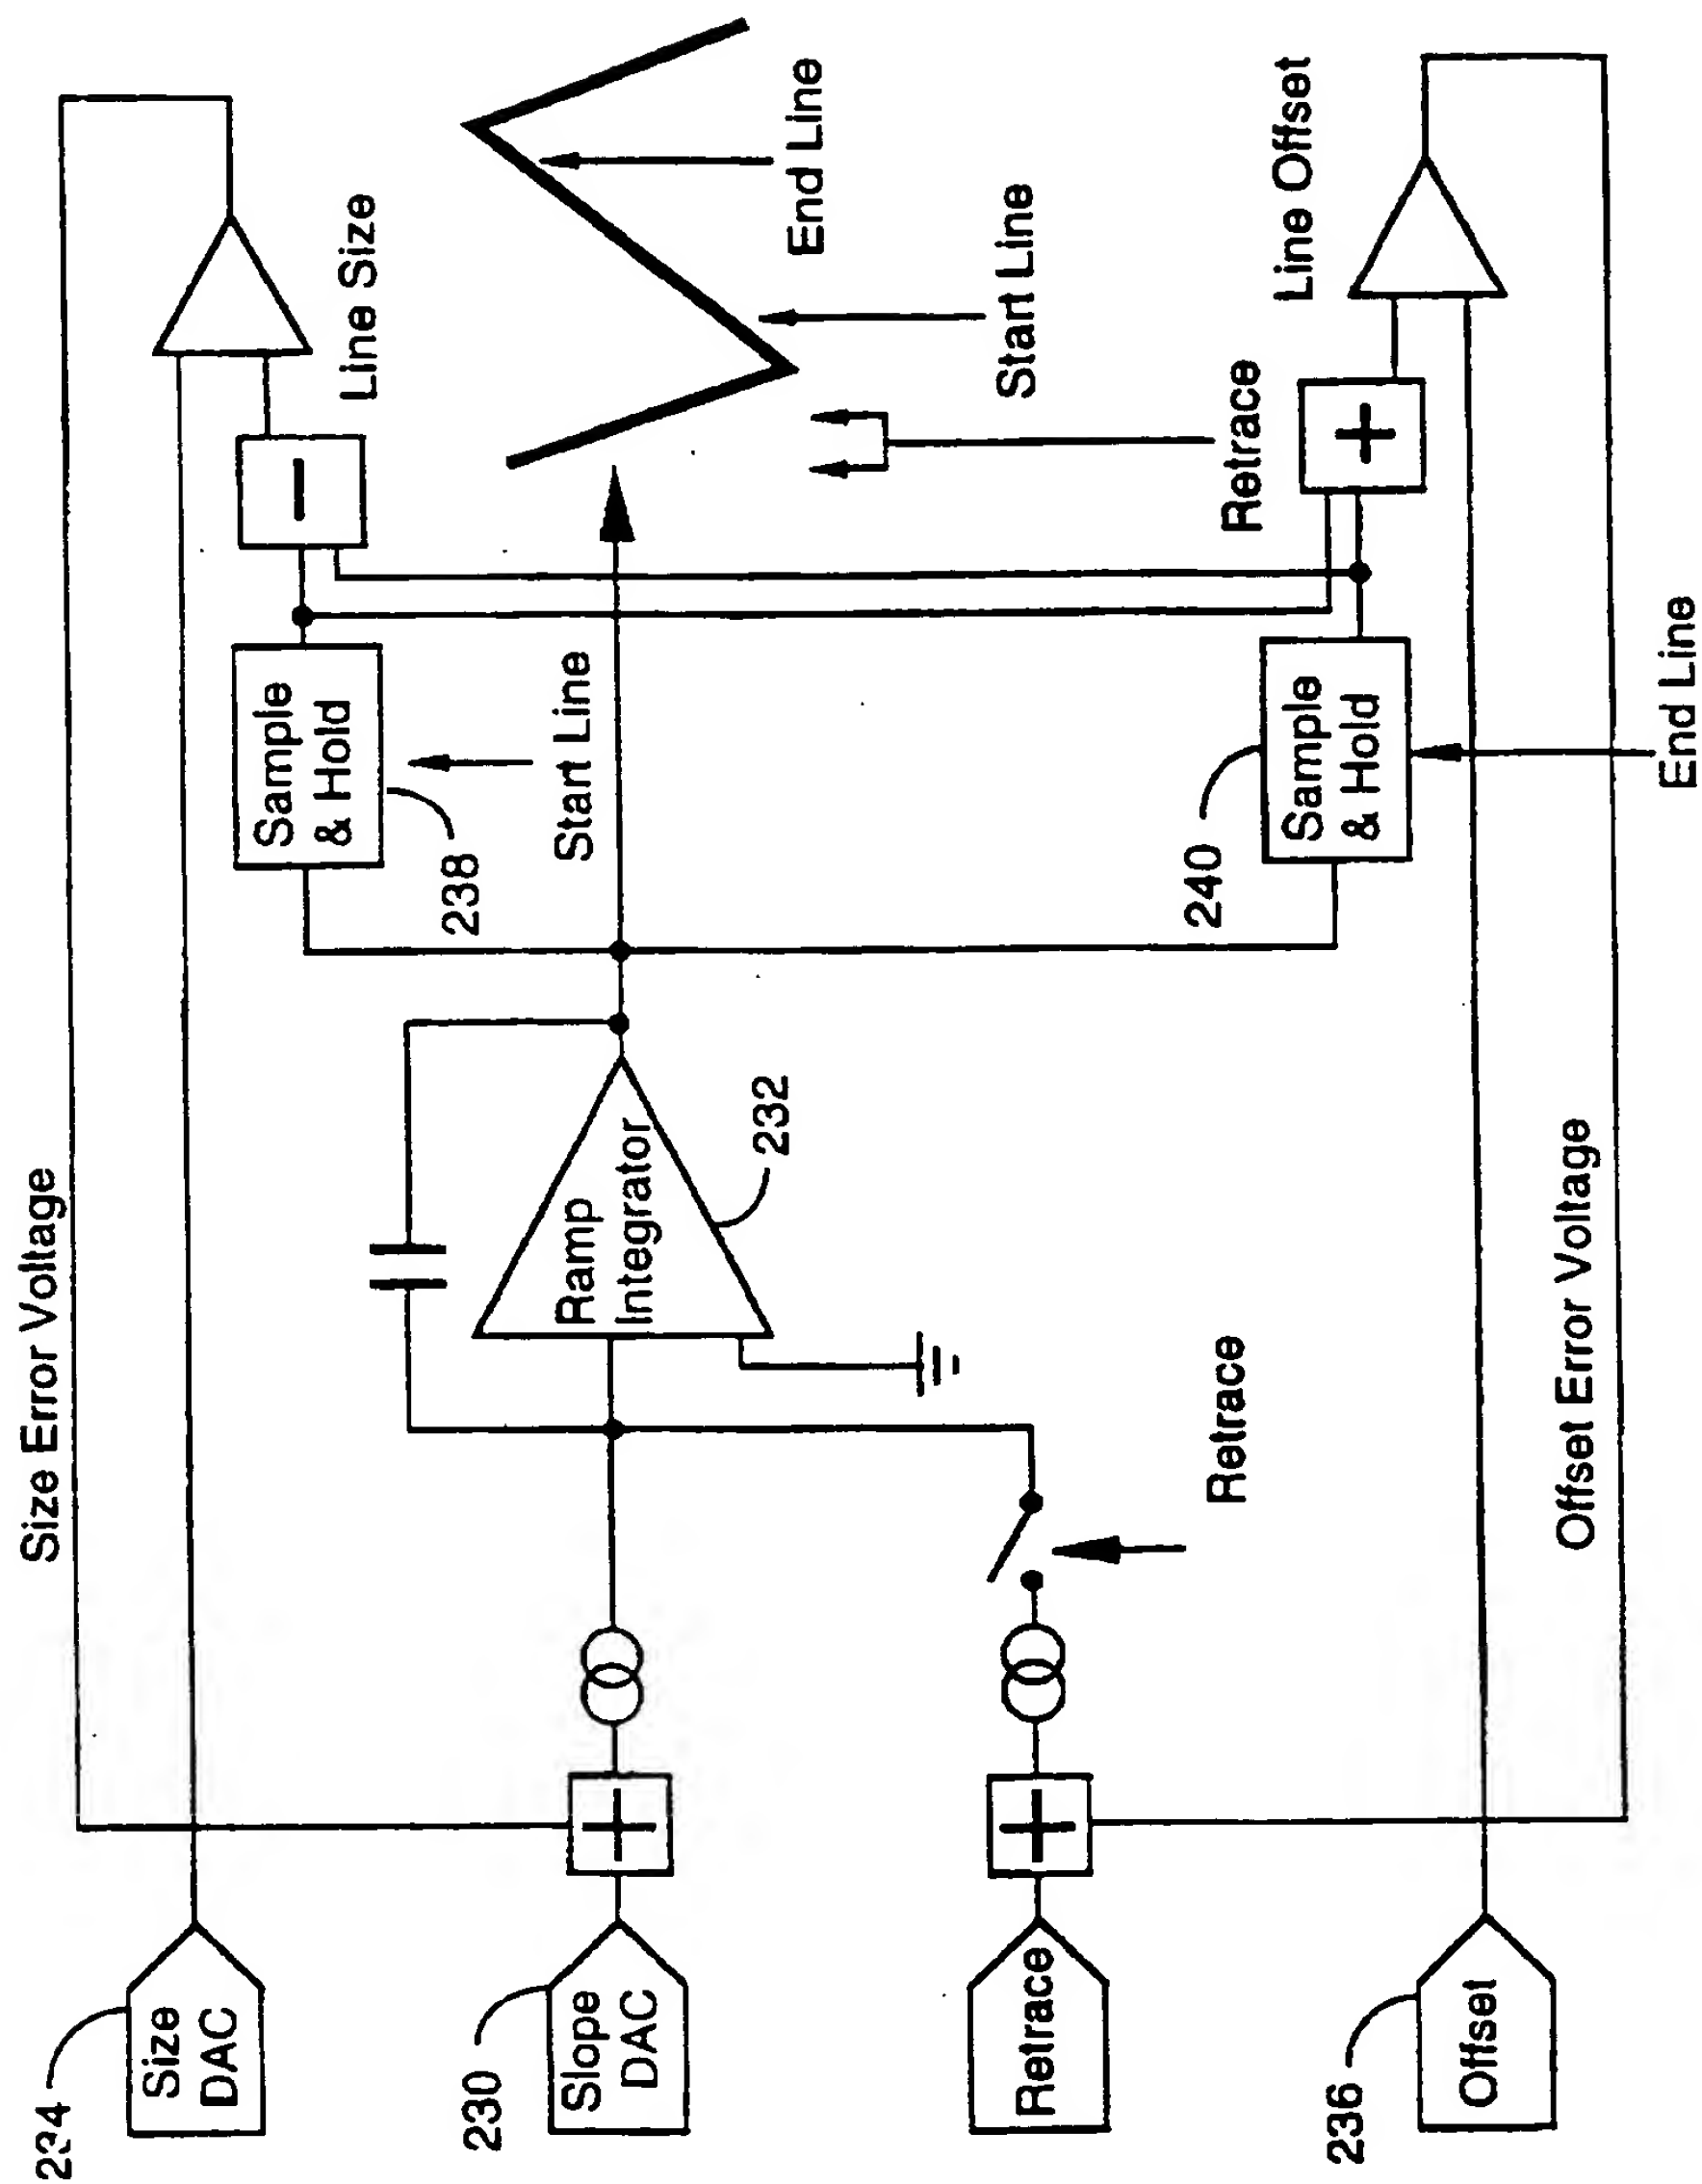 Size Error Voltage
234
Size
DAC
230
Slope
DAC
Retrace
236
Offset
Ramp
Integrator
232
Retrace
Offset Error Voltage
Sample
& Hold
238
Start Line
Sample
& Hold
240
End Line
Line Size
End Line
Start Line
Retrace
Line Offset